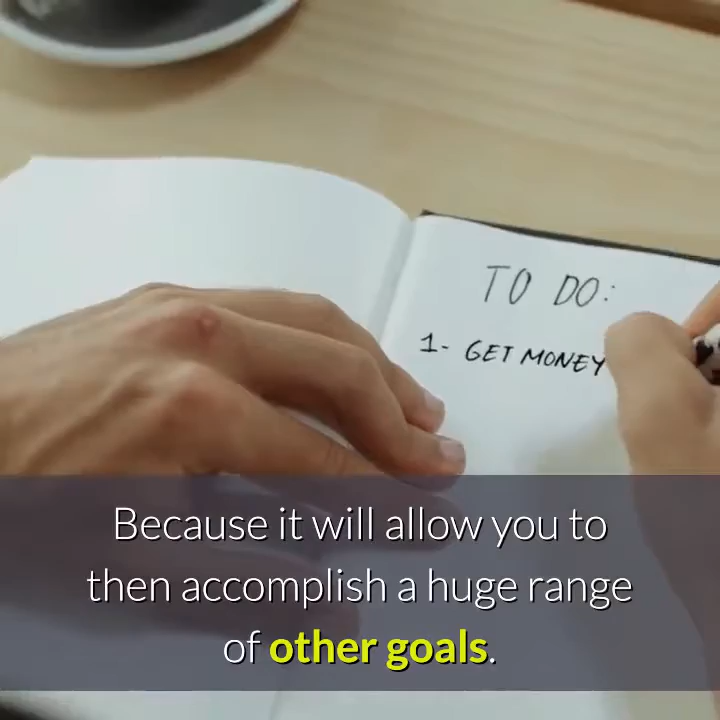 TO DO:
1- GET MONEY
Because it will allow you to
then accomplish a huge range
of other goals.